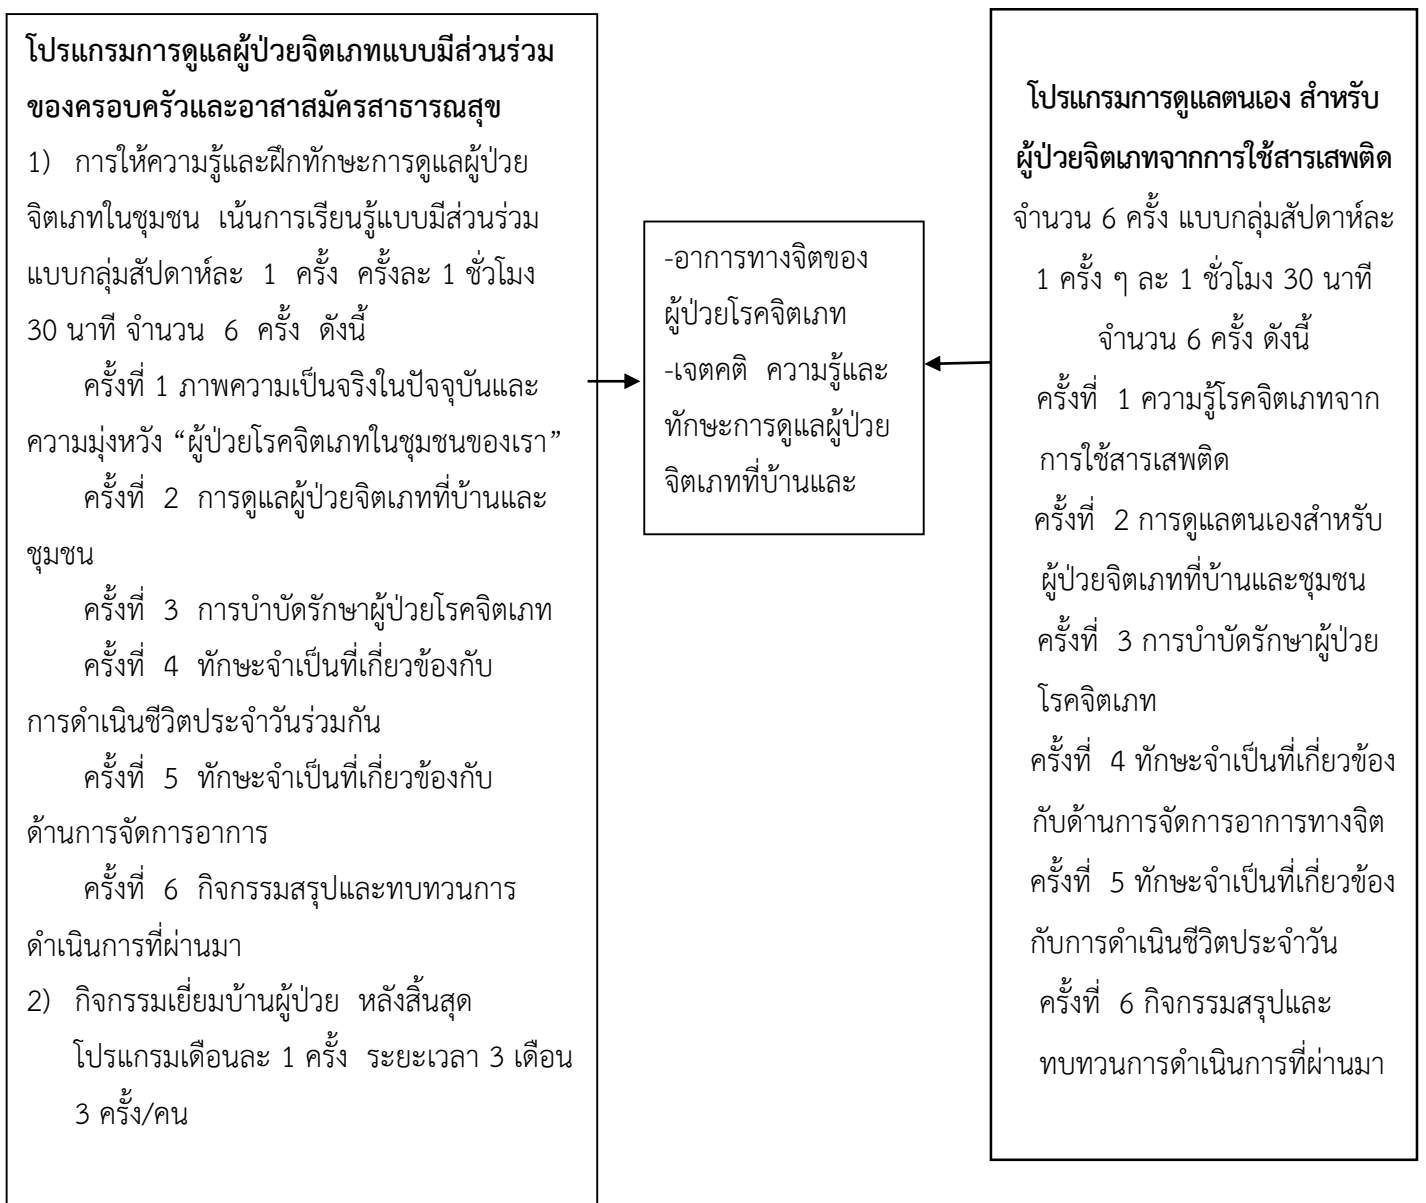 โปรแกรมการดูแลผู้ป่วยจิตเภทแบบมีส่วนร่วม
ของครอบครัวและอาสาสมัครสาธารณสุข
1) การให้ความรู้และฝึกทักษะการดูแลผู้ป่วย
จิตเภทในชุมชน เน้นการเรียนรู้แบบมีส่วนร่วม
แบบกลุ่มสัปดาห์ละ 1 ครั้ง ครั้งละ 1 ชั่วโมง
30 นาที จำนวน 6 ครั้ง ดังนี้
ครั้งที่ 1 ภาพความเป็นจริงในปัจจุบันและ
ความมุ่งหวัง “ผู้ป่วยโรคจิตเภทในชุมชนของเรา”
ครั้งที่ 2 การดูแลผู้ป่วยจิตเภทที่บ้านและ
ชุมชน
ครั้งที่ 3 การบำบัดรักษาผู้ป่วยโรคจิตเภท
ครั้งที่ 4 ทักษะจำเป็นที่เกี่ยวข้องกับ
การดำเนินชีวิตประจำวันร่วมกัน
ครั้งที่ 5 ทักษะจำเป็นที่เกี่ยวข้องกับ
ด้านการจัดการอาการ
ครั้งที่ 6 กิจกรรมสรุปและทบทวนการ
ดำเนินการที่ผ่านมา
2) กิจกรรมเยี่ยมบ้านผู้ป่วย หลังสิ้นสุด
โปรแกรมเดือนละ 1 ครั้ง ระยะเวลา 3 เดือน
3 ครั้ง/คน
-อาการทางจิตของ
ผู้ป่วยโรคจิตเภท
-เจตคติ ความรู้และ
ทักษะการดูแลผู้ป่วย
จิตเภทที่บ้านและ
โปรแกรมการดูแลตนเอง สำหรับ
ผู้ป่วยจิตเภทจากการใช้สารเสพติด
จำนวน 6 ครั้ง แบบกลุ่มสัปดาห์ละ
1 ครั้ง ๆ ละ 1 ชั่วโมง 30 นาที
จำนวน 6 ครั้ง ดังนี้
ครั้งที่ 1 ความรู้โรคจิตเภทจาก
การใช้สารเสพติด
ครั้งที่ 2 การดูแลตนเองสำหรับ
ผู้ป่วยจิตเภทที่บ้านและชุมชน
ครั้งที่ 3 การบำบัดรักษาผู้ป่วย
โรคจิตเภท
ครั้งที่ 4 ทักษะจำเป็นที่เกี่ยวข้อง
กับด้านการจัดการอาการทางจิต
ครั้งที่ 5 ทักษะจำเป็นที่เกี่ยวข้อง
กับการดำเนินชีวิตประจำวัน
ครั้งที่ 6 กิจกรรมสรุปและ
ทบทวนการดำเนินการที่ผ่านมา